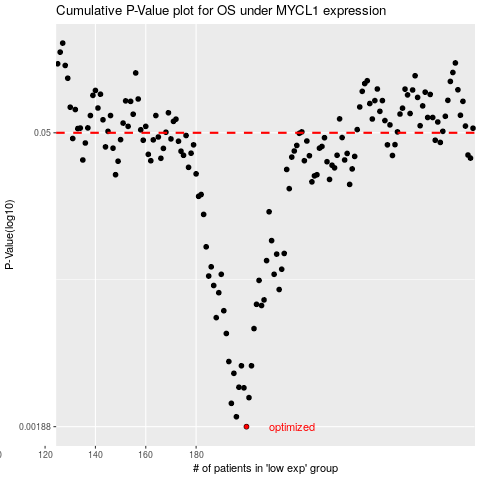 Cumulative P-Value plot for OS under MYCL1 expression
P-Value(log10)
0.05
0.00188
optimized
0 120 140 160 180
# of patients in 'low exp' group